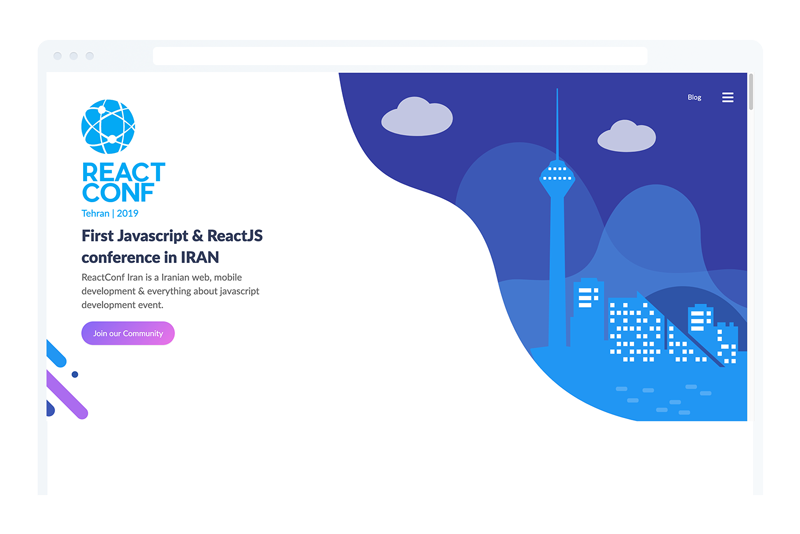 Blog
REACT
CONF
Tehran | 2019
First Javascript & ReactJS
conference in IRAN
ReactConf Iran is a Iranian web, mobile
development & everything about javascript
development event.
Join our Community